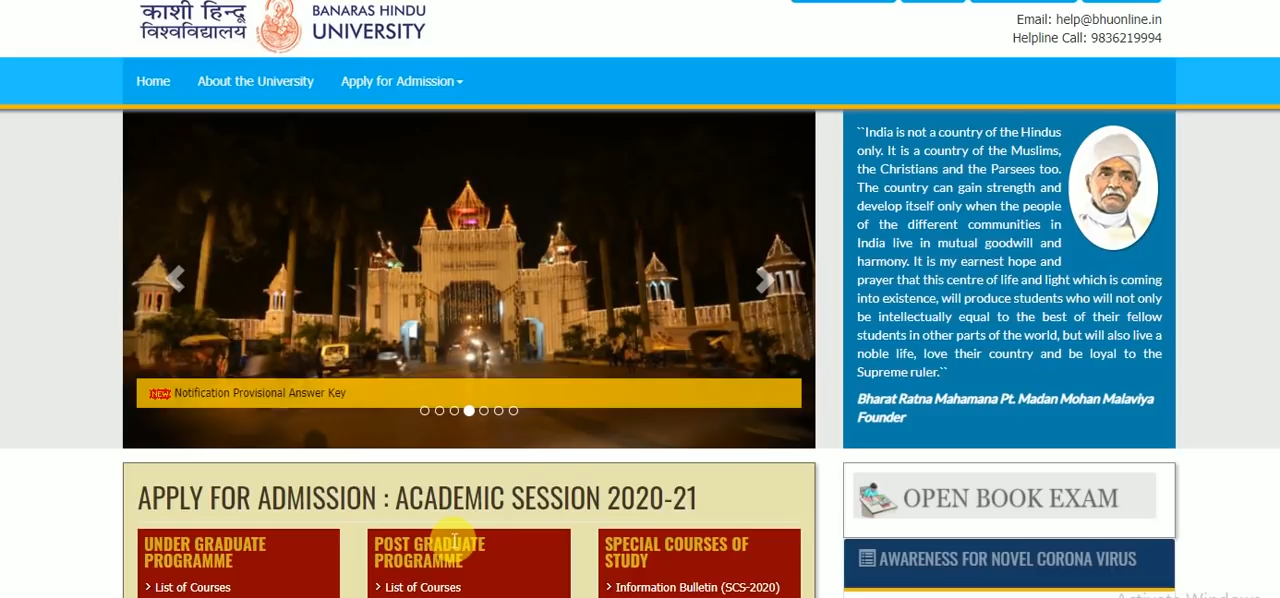 काशी हिन्दू
विश्वविद्यालय
BANARAS HINDU
UNIVERSITY
Email: help@bhuonline.in
Helpline Call: 9836219994
Home
About the University
Apply for Admission
``India is not a country of the Hindus
only. It is a country of the Muslims,
the Christians and the Parsees too.
The country can gain strength and
develop itself only when the people
of the different communities in
India live in mutual goodwill and
harmony. It is my earnest hope and
prayer that this centre of life and light which is coming
into existence, will produce students who will not only
be intellectually equal to the best of their fellow
students in other parts of the world, but will also live a
noble life, love their country and be loyal to the
Supreme ruler.``
Bharat Ratna Mahamana Pt. Madan Mohan Malaviya
Founder
NEW Notification Provisional Answer Key
APPLY FOR ADMISSION : ACADEMIC SESSION 2020-21
UNDER GRADUATE
PROGRAMME
> List of Courses
POST GRADUATE
PROGRAMME
> List of Courses
SPECIAL COURSES OF
STUDY
> Information Bulletin (SCS-2020)
OPEN BOOK EXAM
AWARENESS FOR NOVEL CORONA VIRUS